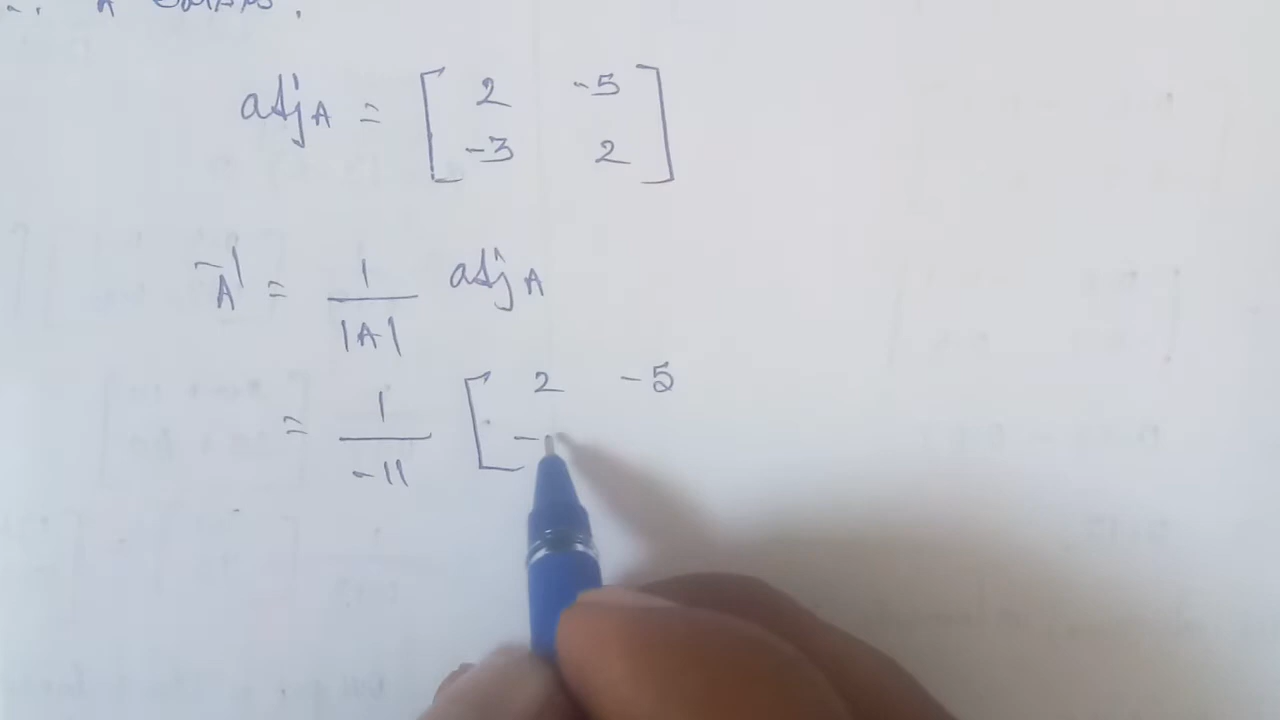 adj A = [ 2 -5
-3 2 ]
A⁻¹ = 1/|A| adj A
= 1/-11 [ 2 -5
-